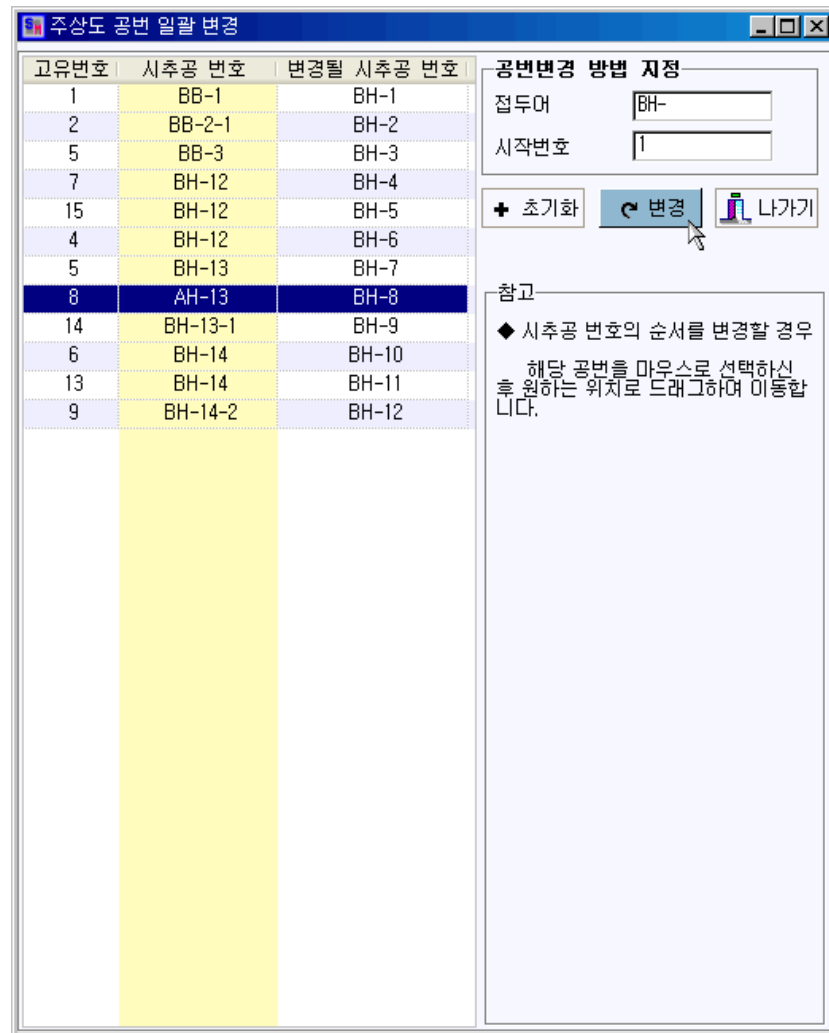 주상도 공번 일괄 변경
고유번호 시추공 번호 변경될 시추공 번호
1 BB-1 BH-1
2 BB-2-1 BH-2
5 BB-3 BH-3
7 BH-12 BH-4
15 BH-12 BH-5
4 BH-12 BH-6
5 BH-13 BH-7
8 AH-13 BH-8
14 BH-13-1 BH-9
6 BH-14 BH-10
13 BH-14 BH-11
9 BH-14-2 BH-12
공번변경 방법 지정
접두어 BH-
시작번호 1
초기화 변경 나가기
참고
◆ 시추공 번호의 순서를 변경할 경우
해당 공번을 마우스로 선택하신
후 원하는 위치로 드래그하며 이동합
니다.